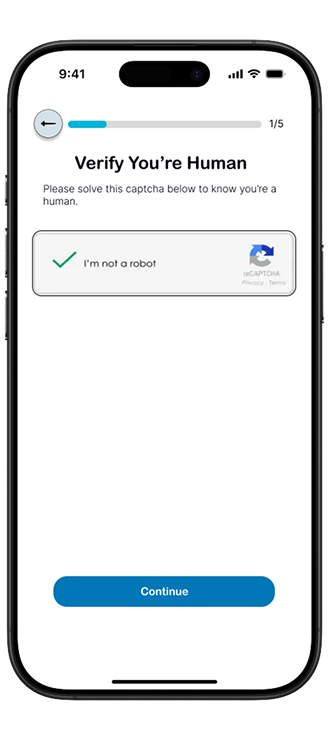 9:41
1/5
Verify You're Human
Please solve this captcha below to know you're a
human.
I'm not a robot
reCAPTCHA
Privacy - Terms
Continue